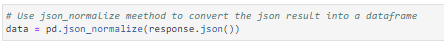 # Use json_normalize meethod to convert the json result into a dataframe
data = pd.json_normalize(response.json())